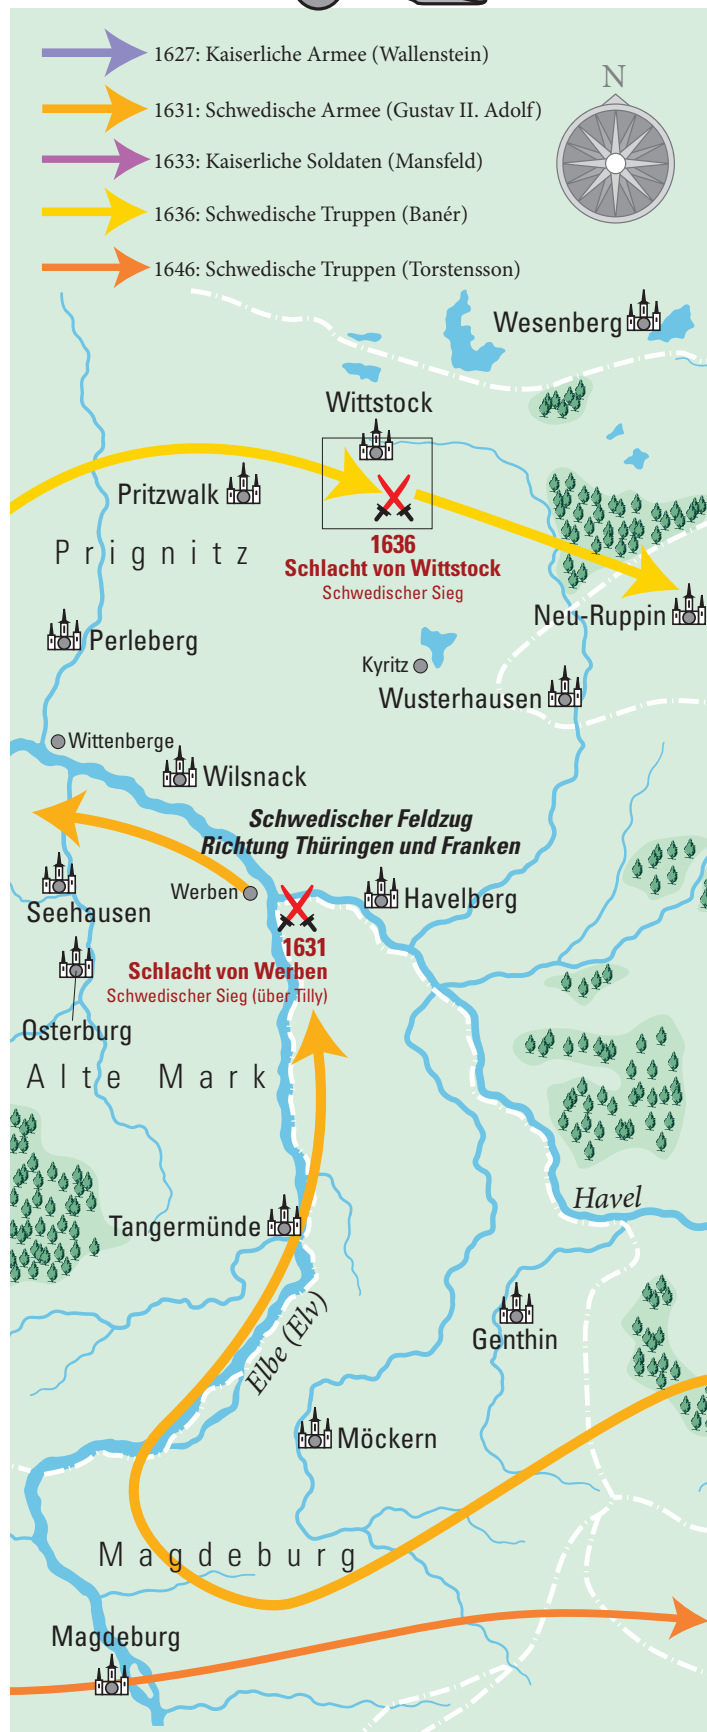 1627: Kaiserliche Armee (Wallenstein)
N
1631: Schwedische Armee (Gustav II. Adolf)
1633: Kaiserliche Soldaten (Mansfeld)
1636: Schwedische Truppen (Banér)
1646: Schwedische Truppen (Torstensson)
Wesenberg
Wittstock
Pritzwalk
Prignitz
1636
Schlacht von Wittstock
Schwedischer Sieg
Neu-Ruppin
Perleberg
Kyritz
Wusterhausen
Wittenberge
Wilsnack
Schwedischer Feldzug
Richtung Thüringen und Franken
Werben
Havelberg
Seehausen
1631
Schlacht von Werben
Schwedischer Sieg (über Tilly)
Osterburg
Alte Mark
Havel
Tangermünde
Elbe (Elv)
Genthin
Möckern
Magdeburg
Magdeburg